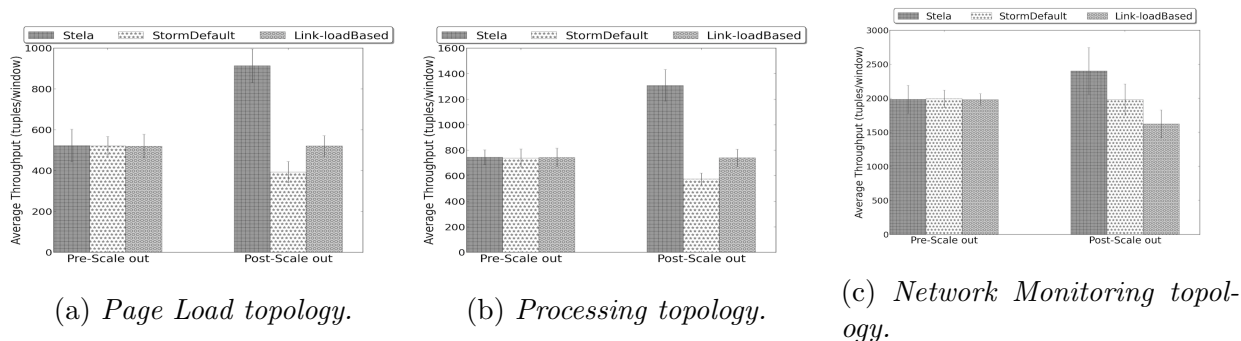 Stela StormDefault Link-loadBased
Average Throughput (tuples/window)
1000
800
600
400
200
0
Pre-Scale out Post-Scale out
(a) Page Load topology.
Stela StormDefault Link-loadBased
Average Throughput (tuples/window)
1600
1400
1200
1000
800
600
400
200
0
Pre-Scale out Post-Scale out
(b) Processing topology.
Stela StormDefault Link-loadBased
Average Throughput (tuples/window)
3000
2500
2000
1500
1000
500
0
Pre-Scale out Post-Scale out
(c) Network Monitoring topol-
ogy.